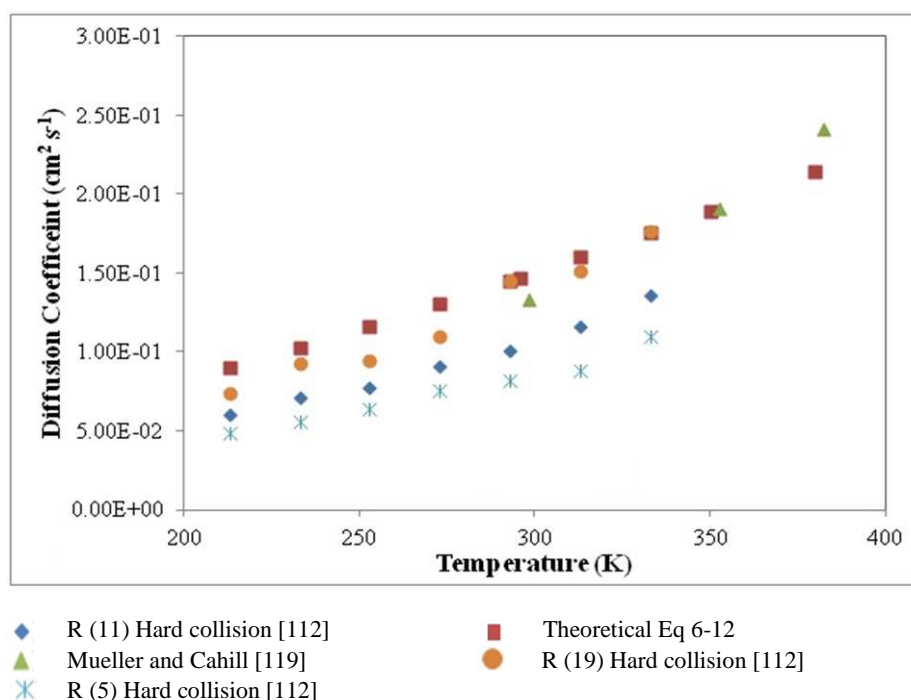 3.00E-01
2.50E-01
2.00E-01
1.50E-01
1.00E-01
5.00E-02
0.00E+00
Diffusion Coefficeint (cm² s⁻¹)
200 250 300 350 400
Temperature (K)
R (11) Hard collision [112] Theoretical Eq 6-12
Mueller and Cahill [119] R (19) Hard collision [112]
R (5) Hard collision [112]